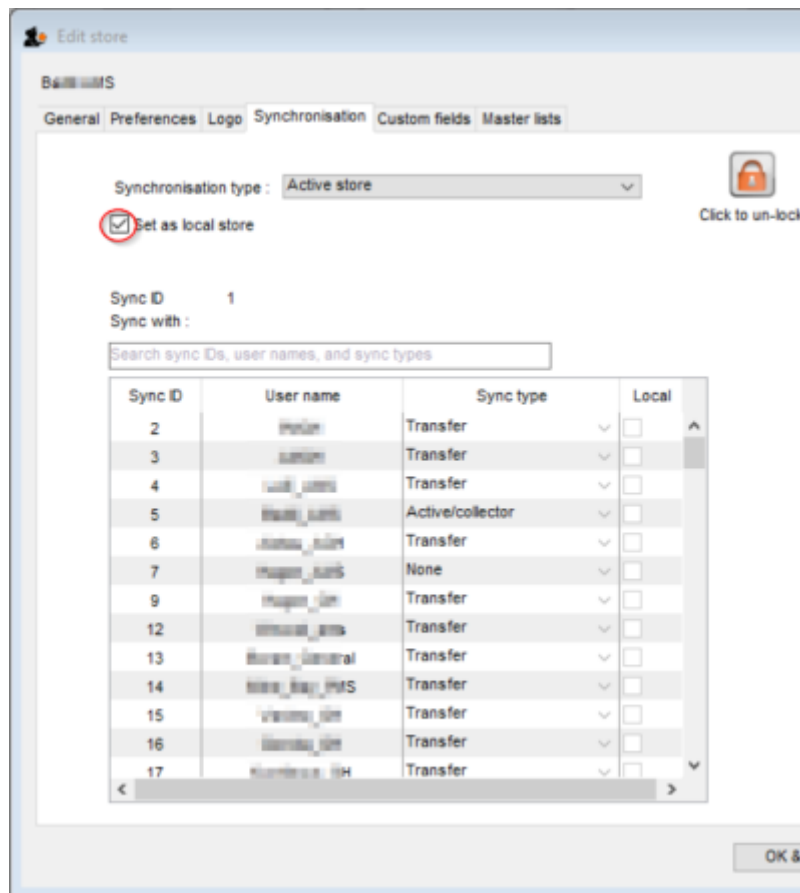 Edit store
General Preferences Logo Synchronisation Custom fields Master lists
Synchronisation type : Active store
Set as local store
Click to un-lock
Sync ID 1
Sync with :
Search sync IDs, user names, and sync types
Sync ID User name Sync type Local
2 Transfer
3 Transfer
4 Transfer
5 Active/collector
6 Transfer
7 None
9 Transfer
12 Transfer
13 Transfer
14 Transfer
15 Transfer
16 Transfer
17 Transfer
OK &